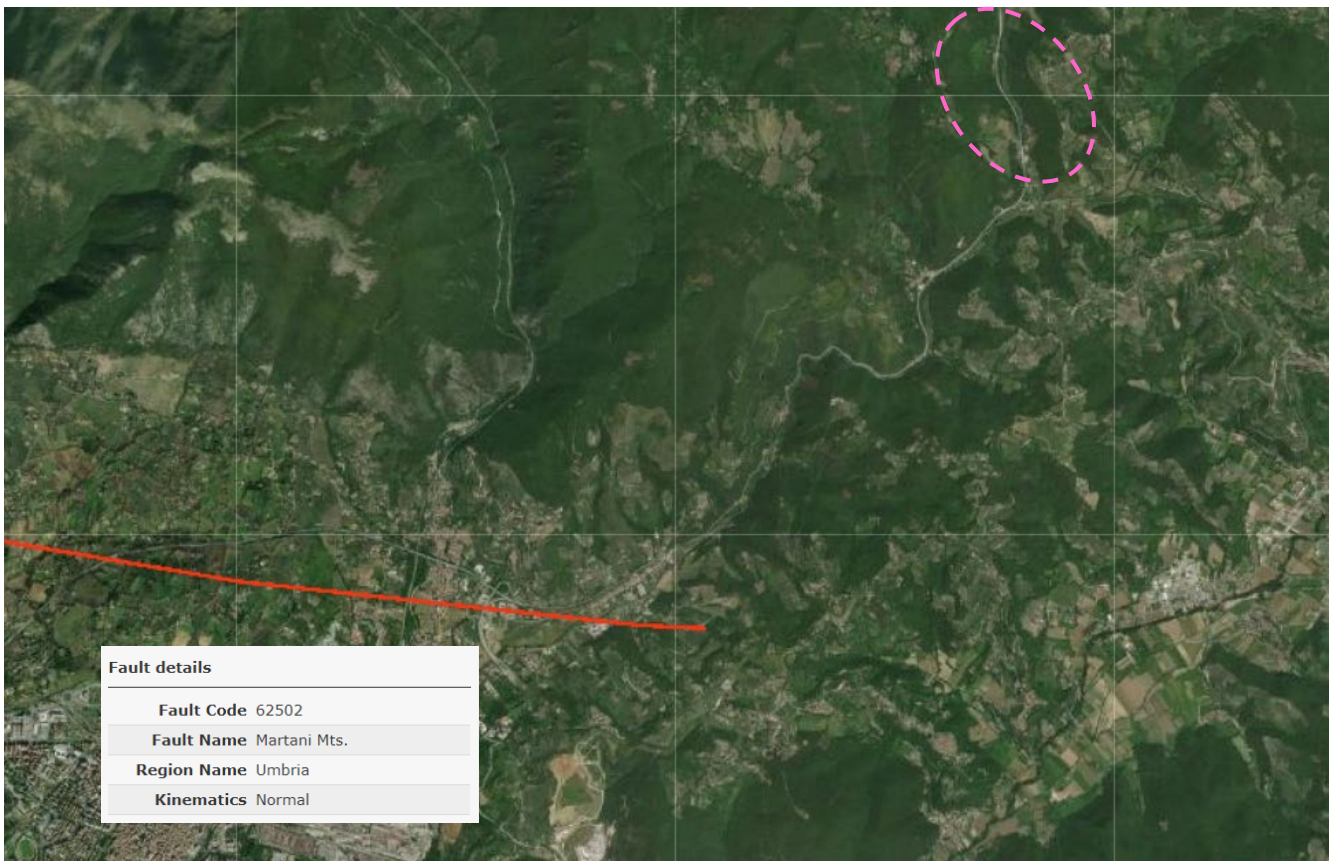 Fault details
Fault Code 62502
Fault Name Martani Mts.
Region Name Umbria
Kinematics Normal